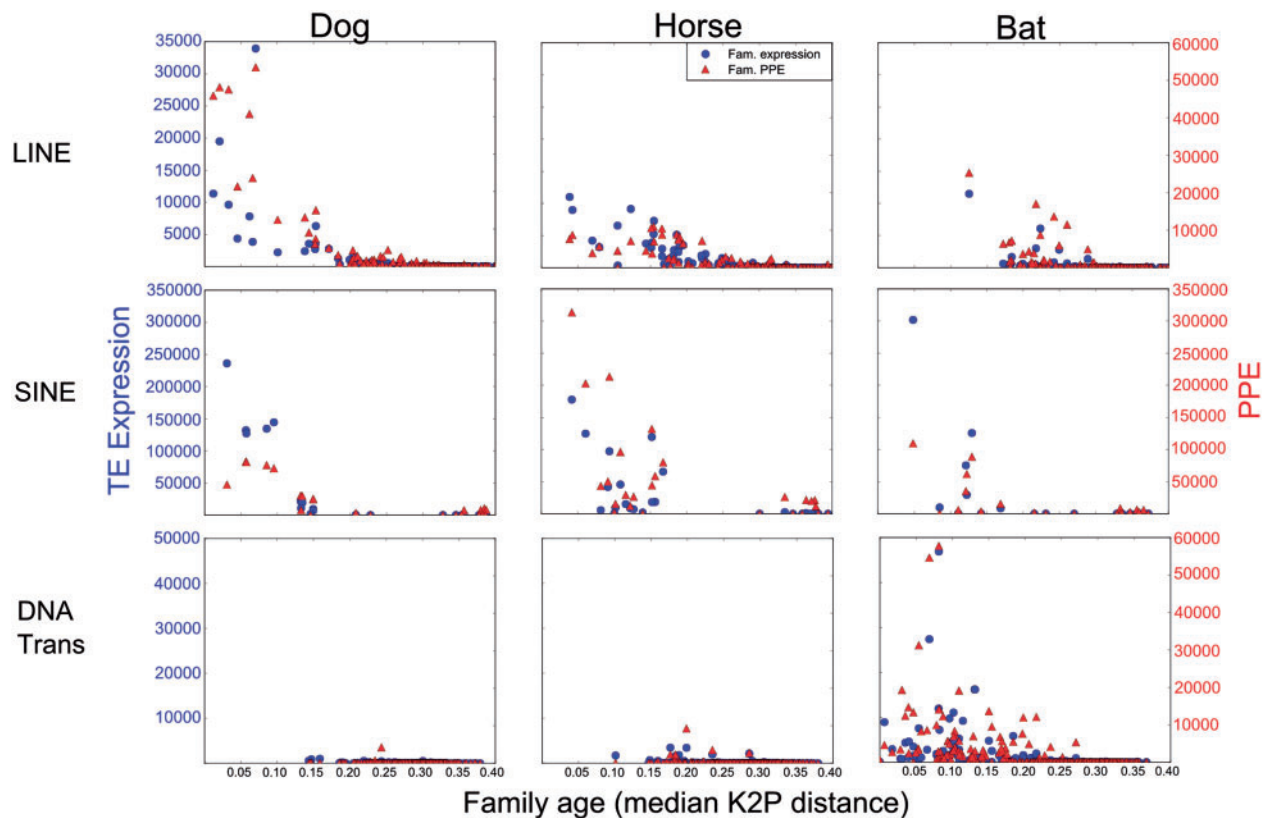 Dog Horse Bat
LINE
35000
30000
25000
20000
15000
10000
5000
Fam. expression
Fam. PPE
60000
50000
40000
30000
20000
10000
SINE
TE Expression
350000
300000
250000
200000
150000
100000
50000
350000
300000
250000
200000
150000
100000
50000
PPE
DNA
Trans
50000
40000
30000
20000
10000
60000
50000
40000
30000
20000
10000
0.05 0.10 0.15 0.20 0.25 0.30 0.35 0.40
0.05 0.10 0.15 0.20 0.25 0.30 0.35 0.40
0.05 0.10 0.15 0.20 0.25 0.30 0.35 0.40
Family age (median K2P distance)